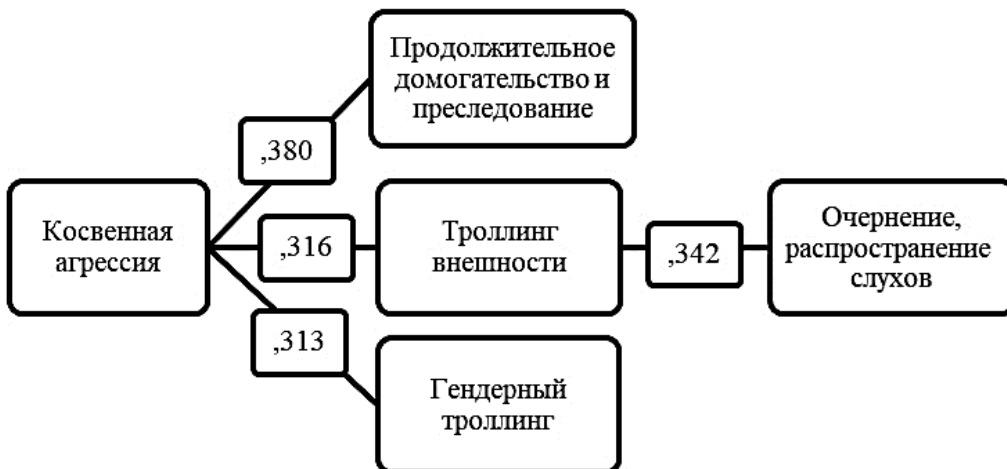 Продолжительное
домогательство и
преследование
,380
Косвенная
агрессия
,316
Троллинг
внешности
,342
Очернение,
распространение
слухов
,313
Гендерный
троллинг